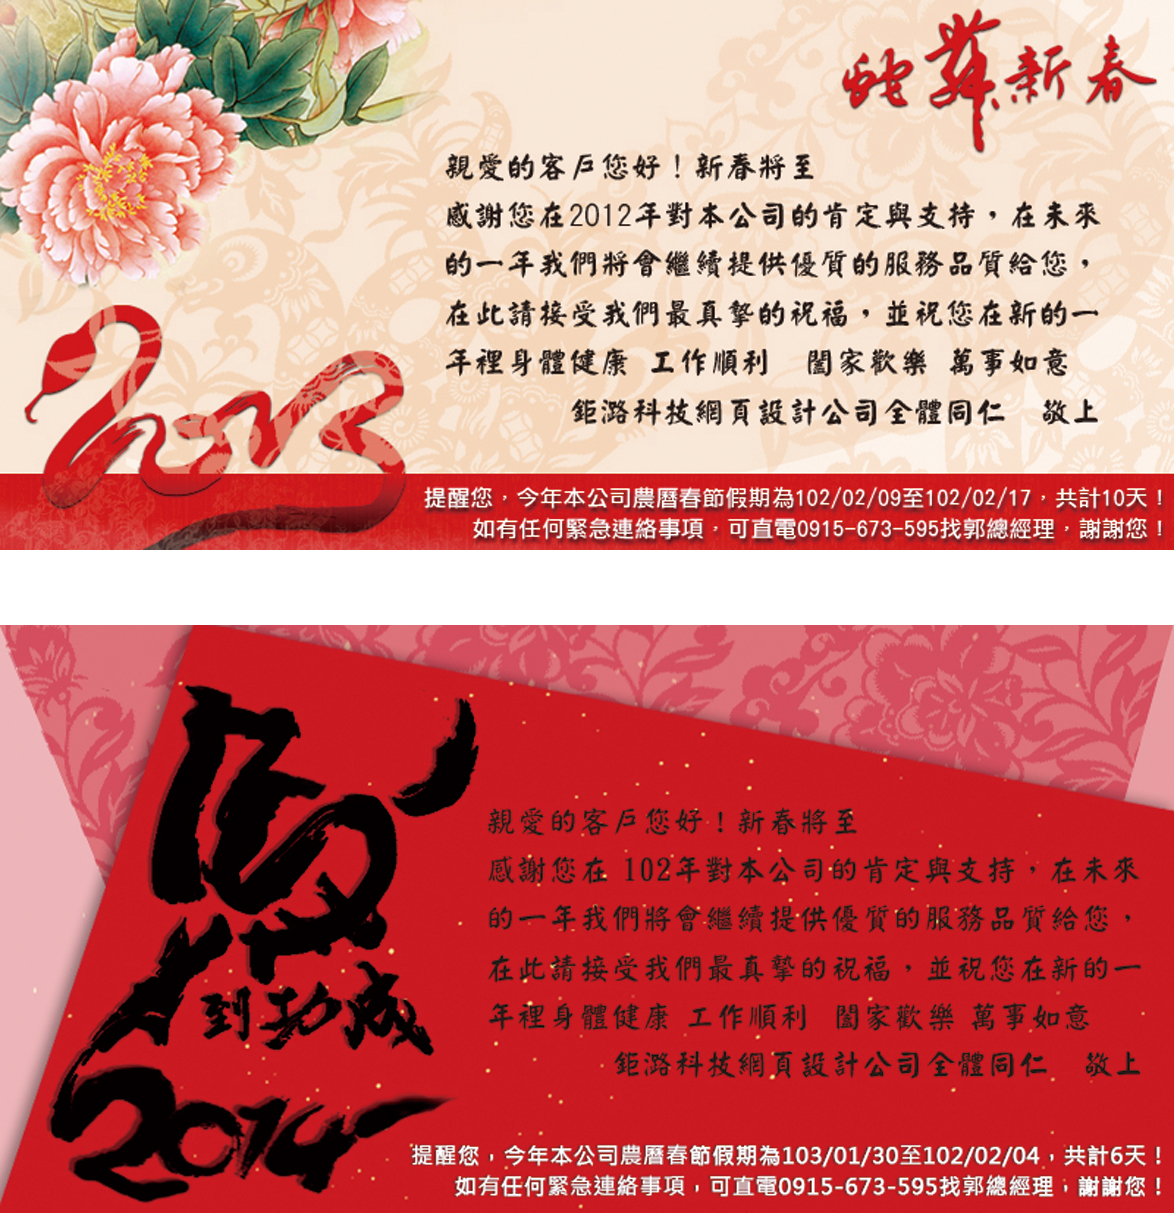 蛇舞新春
親愛的客戶您好！新春將至
感謝您在2012年對本公司的肯定與支持，在未來
的一年我們將會繼續提供優質的服務品質給您，
在此請接受我們最真摯的祝福，並祝您在新的一
年裡身體健康 工作順利 闔家歡樂 萬事如意
鉅潞科技網頁設計公司全體同仁 敬上
2013
提醒您，今年本公司農曆春節假期為102/02/09至102/02/17，共計10天！
如有任何緊急連絡事項，可直電0915-673-595找郭總經理，謝謝您！
馬
到功成
2014
親愛的客戶您好！新春將至
感謝您在 102年對本公司的肯定與支持，在未來
的一年我們將會繼續提供優質的服務品質給您，
在此請接受我們最真摯的祝福，並祝您在新的一
年裡身體健康 工作順利 闔家歡樂 萬事如意
鉅潞科技網頁設計公司全體同仁 敬上
提醒您，今年本公司農曆春節假期為103/01/30至102/02/04，共計6天！
如有任何緊急連絡事項，可直電0915-673-595找郭總經理，謝謝您！